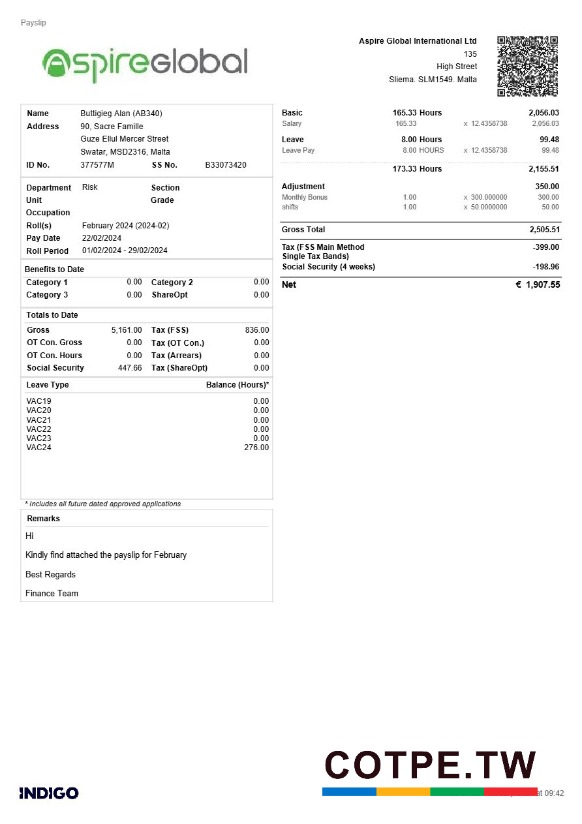 Payslip
AspireGlobal
Aspire Global International Ltd
135
High Street
Sliema. SLM1549. Malta
Name Buttigieg Alan (AB340)
Address 90, Sacre Famille
Guze Ellul Mercer Street
Swatar, MSD2316, Malta
ID No. 377577M SS No. B33073420
Department Risk Section
Unit Grade
Occupation
Roll(s) February 2024 (2024-02)
Pay Date 22/02/2024
Roll Period 01/02/2024 - 29/02/2024
Benefits to Date
Category 1 0.00 Category 2 0.00
Category 3 0.00 ShareOpt 0.00
Totals to Date
Gross 5,161.00 Tax (FSS) 836.00
OT Con. Gross 0.00 Tax (OT Con.) 0.00
OT Con. Hours 0.00 Tax (Arrears) 0.00
Social Security 447.66 Tax (ShareOpt) 0.00
Leave Type Balance (Hours)*
VAC19 0.00
VAC20 0.00
VAC21 0.00
VAC22 0.00
VAC23 0.00
VAC24 276.00
* Includes all future dated approved applications
Remarks
Hi
Kindly find attached the payslip for February
Best Regards
Finance Team
Basic 165.33 Hours 2,056.03
Salary 165.33 x 12.4358738 2,056.03
Leave 8.00 Hours 99.48
Leave Pay 8.00 HOURS x 12.4358738 99.48
173.33 Hours 2,155.51
Adjustment 350.00
Monthly Bonus 1.00 x 300.000000 300.00
shifts 1.00 x 50.0000000 50.00
Gross Total 2,505.51
Tax (FSS Main Method -399.00
Single Tax Bands)
Social Security (4 weeks) -198.96
Net € 1,907.55
INDIGO
COTPE.TW
at 09:42